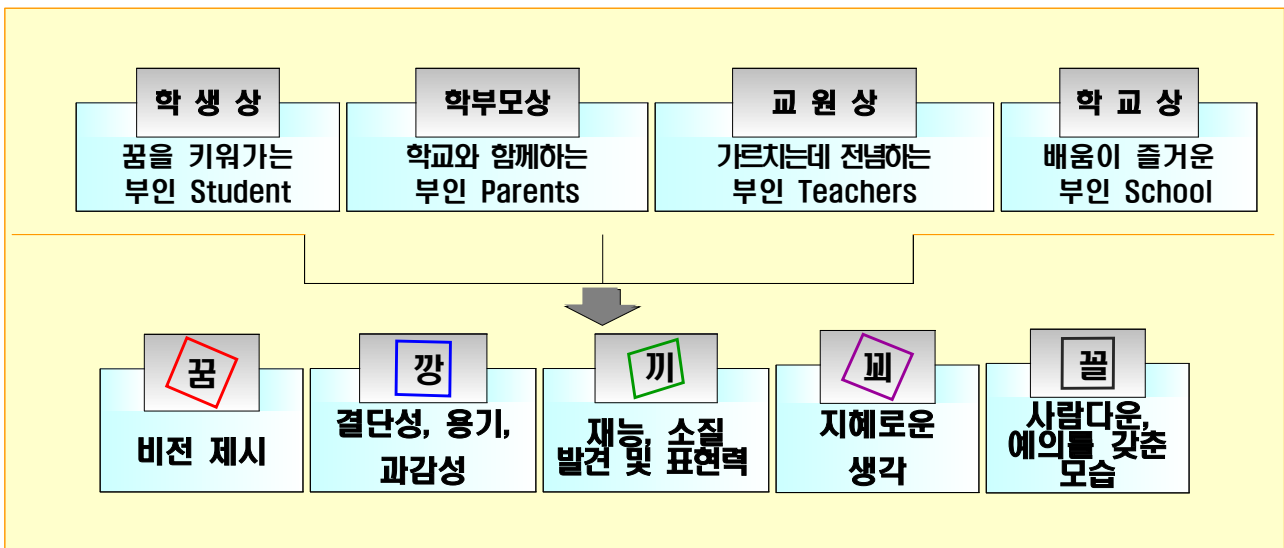 학 생 상
꿈을 키워가는
부인 Student
학부모상
학교와 함께하는
부인 Parents
교 원 상
가르치는데 전념하는
부인 Teachers
학 교 상
배움이 즐거운
부인 School
꿈
비전 제시
깡
결단성, 용기,
과감성
끼
재능, 소질
발견 및 표현력
꾀
지혜로운
생각
꼴
사람다운,
예의를 갖춘
모습